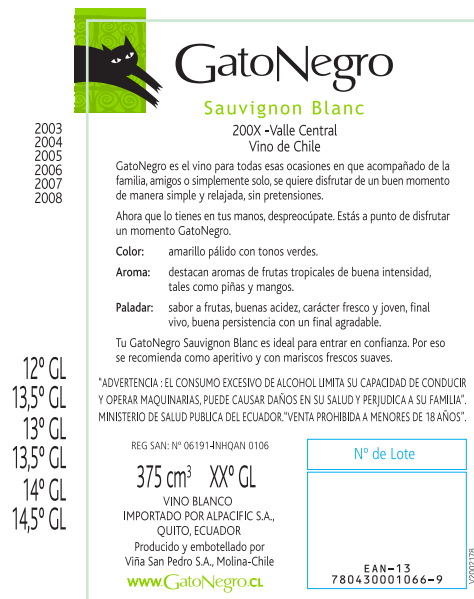 GatoNegro
Sauvignon Blanc
200X -Valle Central
Vino de Chile
2003
2004
2005
2006
2007
2008
GatoNegro es el vino para todas esas ocasiones en que acompañado de la
familia, amigos o simplemente solo, se quiere disfrutar de un buen momento
de manera simple y relajada, sin pretensiones.
Ahora que lo tienes en tus manos, despreocúpate. Estás a punto de disfrutar
un momento GatoNegro.
Color: amarillo pálido con tonos verdes.
Aroma: destacan aromas de frutas tropicales de buena intensidad,
tales como piñas y mangos.
Paladar: sabor a frutas, buenas acidez, carácter fresco y joven, final
vivo, buena persistencia con un final agradable.
Tu GatoNegro Sauvignon Blanc es ideal para entrar en confianza. Por eso
se recomienda como aperitivo y con mariscos frescos suaves.
12º GL
13,5º GL
13º GL
13,5º GL
14º GL
14,5º GL
"ADVERTENCIA : EL CONSUMO EXCESIVO DE ALCOHOL LIMITA SU CAPACIDAD DE CONDUCIR
Y OPERAR MAQUINARIAS, PUEDE CAUSAR DAÑOS EN SU SALUD Y PERJUDICA A SU FAMILIA".
MINISTERIO DE SALUD PUBLICA DEL ECUADOR."VENTA PROHIBIDA A MENORES DE 18 AÑOS".
REG SAN: Nº 06191-INHQAN 0106
375 cm³ XXº GL
VINO BLANCO
IMPORTADO POR ALPACIFIC S.A.,
QUITO, ECUADOR
Producido y embotellado por
Viña San Pedro S.A., Molina-Chile
www.GatoNegro.cl
Nº de Lote
EAN-13
780430001066-9
V2002178